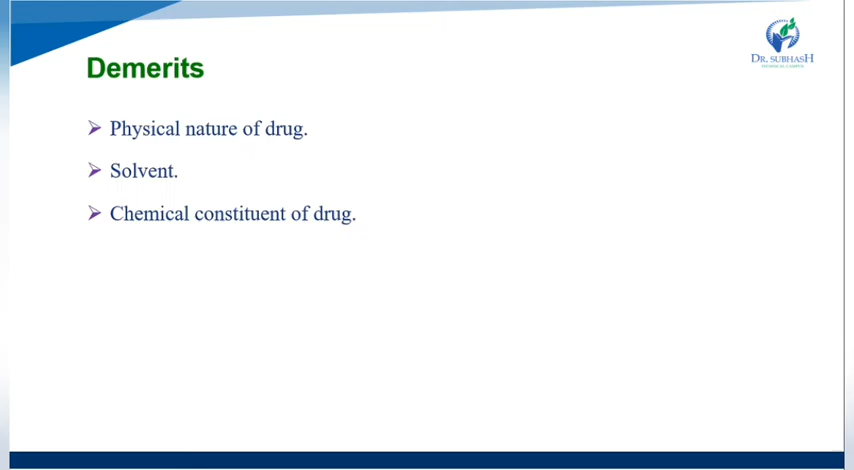 DR. SUBHASH
Demerits
➢ Physical nature of drug.
➢ Solvent.
➢ Chemical constituent of drug.